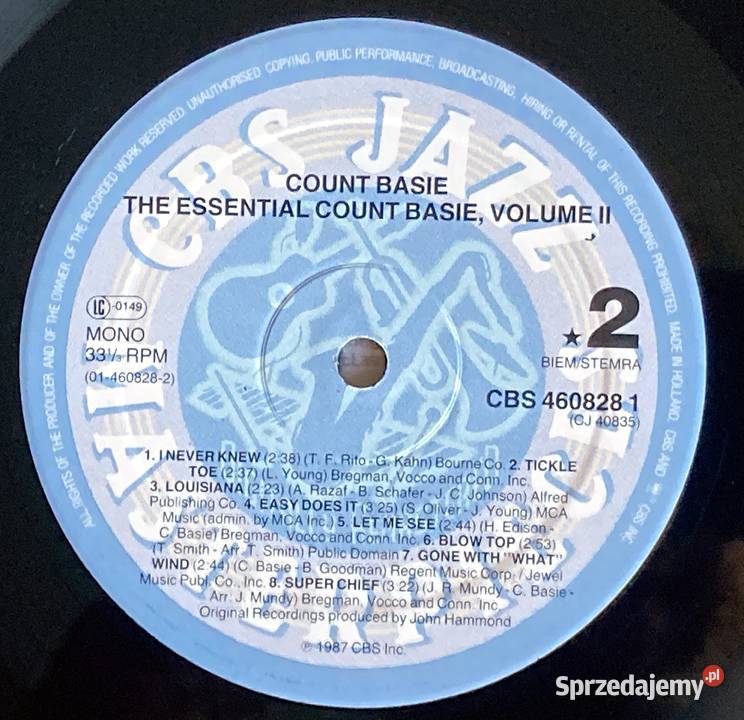 ALL RIGHTS OF THE PRODUCER AND OF THE OWNER OF THE RECORDED WORK RESERVED. UNAUTHORISED COPYING, PUBLIC PERFORMANCE, BROADCASTING, HIRING OR RENTAL OF THIS RECORDING PROHIBITED. MADE IN HOLLAND. CBS AND
CBS INC.
CBS JAZZ MASTERPIECES
COUNT BASIE
THE ESSENTIAL COUNT BASIE, VOLUME II
LC-0149
MONO
33⅓ RPM
(01-460828-2)
★2
BIEM/STEMRA
CBS 460828 1
(CJ 40835)
1. I NEVER KNEW (2:38) (T. F. Rito - G. Kahn) Bourne Co. 2. TICKLE
TOE (2:37) (L. Young) Bregman, Vocco and Conn. Inc.
3. LOUISIANA (2:23) (A. Razaf - B. Schafer - J. C. Johnson) Alfred
Publishing Co. 4. EASY DOES IT (3:25) (S. Oliver - J. Young) MCA
Music (admin. by MCA Inc.) 5. LET ME SEE (2:44) (H. Edison -
C. Basie) Bregman, Vocco and Conn. Inc. 6. BLOW TOP (2:53)
(T. Smith - Arr. T. Smith) Public Domain 7. GONE WITH "WHAT"
WIND (2:44) (C. Basie - B. Goodman) Regent Music Corp. / Jewel
Music Publ. Co., Inc. 8. SUPER CHIEF (3:22) (J. R. Mundy - C. Basie -
Arr: J. Mundy) Bregman, Vocco and Conn. Inc.
Original Recordings produced by John Hammond
℗ 1987 CBS Inc.
Sprzedajemy.pl